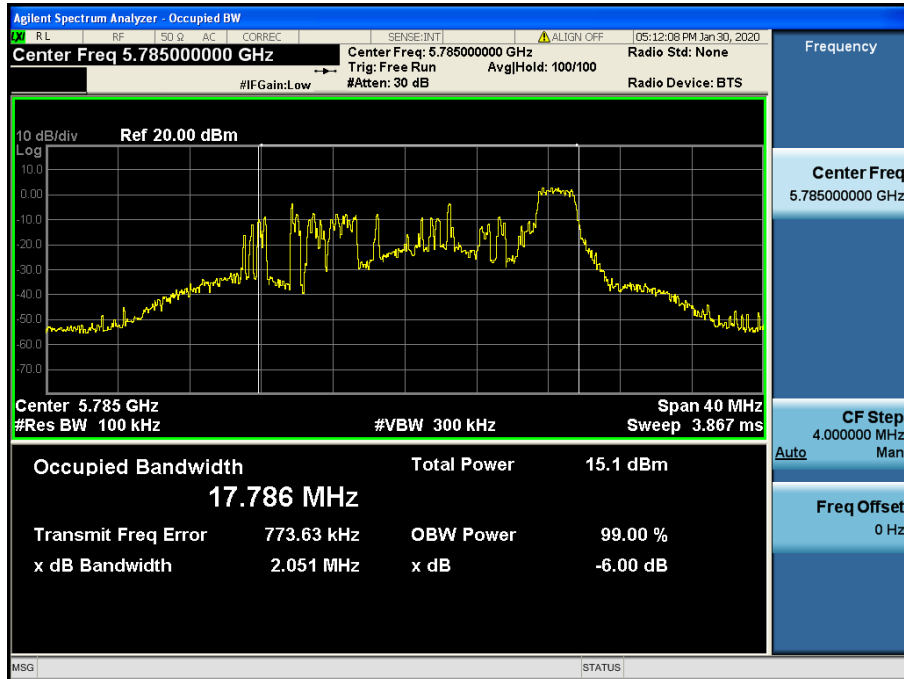 Agilent Spectrum Analyzer - Occupied BW
LXI RL RF 50 Ω AC CORREC SENSE:INT ALIGN OFF 05:12:08 PM Jan 30, 2020
Center Freq 5.785000000 GHz
Center Freq: 5.785000000 GHz
Radio Std: None
Trig: Free Run Avg|Hold: 100/100
#IFGain:Low
#Atten: 30 dB
Radio Device: BTS
10 dB/div Ref 20.00 dBm
Log
10.0
0.00
-10.0
-20.0
-30.0
-40.0
-50.0
-60.0
-70.0
Center 5.785 GHz Span 40 MHz
#Res BW 100 kHz #VBW 300 kHz Sweep 3.867 ms
Occupied Bandwidth Total Power 15.1 dBm
17.786 MHz
Transmit Freq Error 773.63 kHz OBW Power 99.00 %
x dB Bandwidth 2.051 MHz x dB -6.00 dB
Frequency
Center Freq
5.785000000 GHz
CF Step
4.000000 MHz
Auto Man
Freq Offset
0 Hz
MSG STATUS